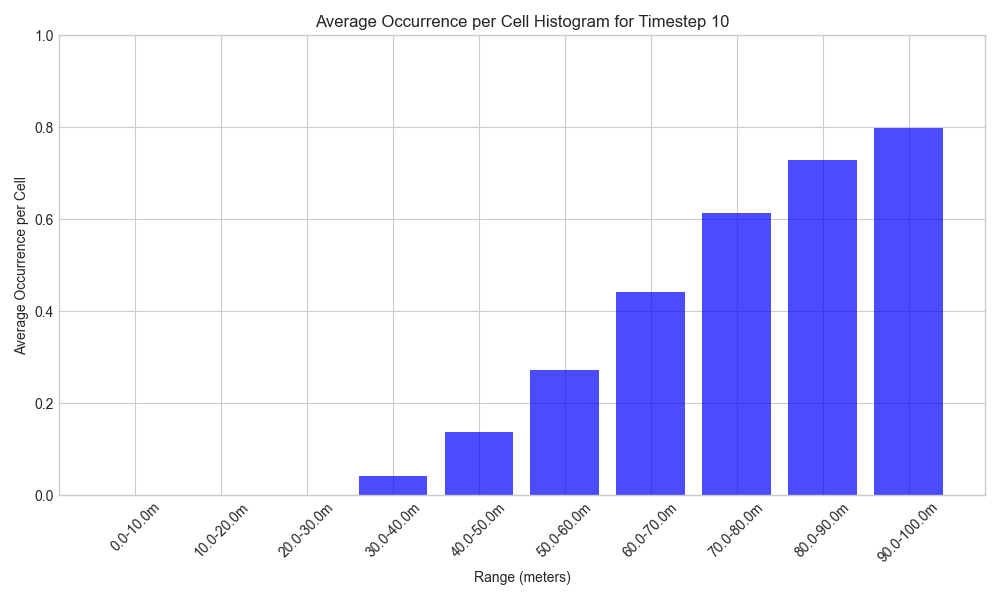 Average Occurrence per Cell Histogram for Timestep 10
1.0
0.8
0.6
0.4
0.2
0.0
Average Occurrence per Cell
0.0-10.0m
10.0-20.0m
20.0-30.0m
30.0-40.0m
40.0-50.0m
50.0-60.0m
60.0-70.0m
70.0-80.0m
80.0-90.0m
90.0-100.0m
Range (meters)